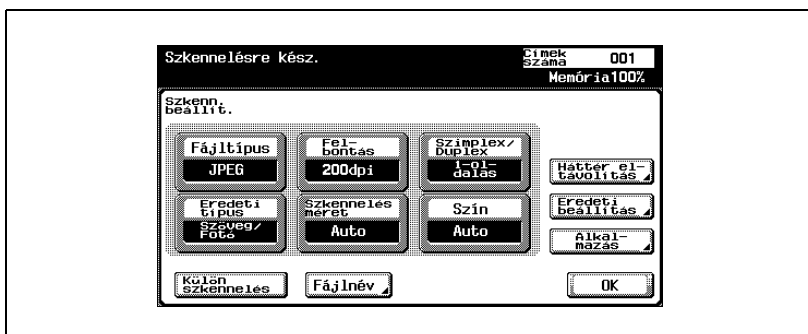 Szkennelésre kész.
Címek
száma 001
Memória100%
Szkenn.
beállít.
Fájltípus
JPEG
Fel-
bontás
200dpi
Szimplex/
Duplex
1-ol-
dalas
Háttér el-
távolítás
Eredeti
típus
Szöveg/
Fotó
Szkennelés
méret
Auto
Szín
Auto
Eredeti
beállítás
Alkal-
mazás
Külön
szkennelés
Fájlnév
OK